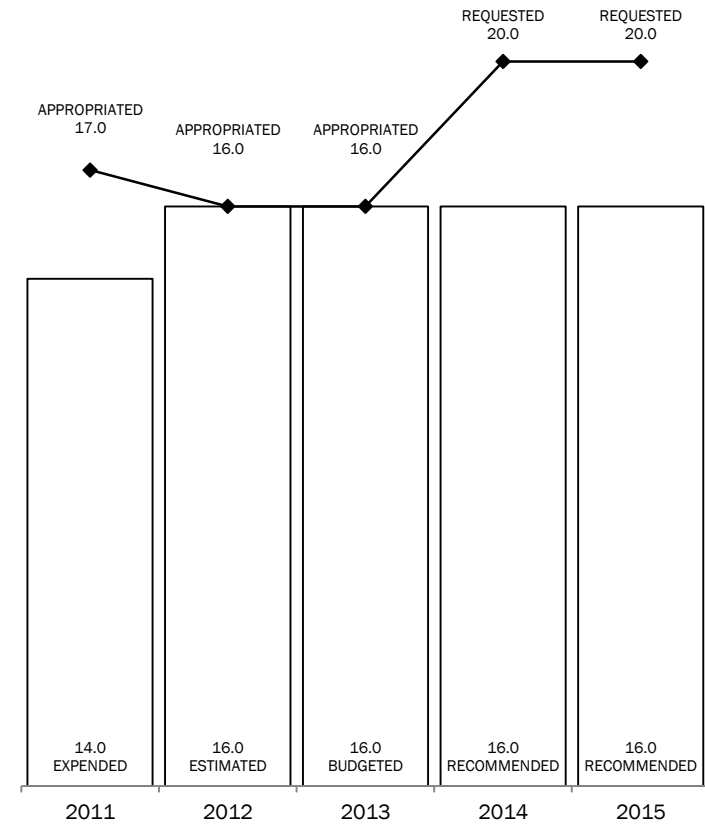 REQUESTED
20.0
REQUESTED
20.0
APPROPRIATED
17.0
APPROPRIATED
16.0
APPROPRIATED
16.0
14.0
EXPENDED
16.0
ESTIMATED
16.0
BUDGETED
16.0
RECOMMENDED
16.0
RECOMMENDED
2011
2012
2013
2014
2015